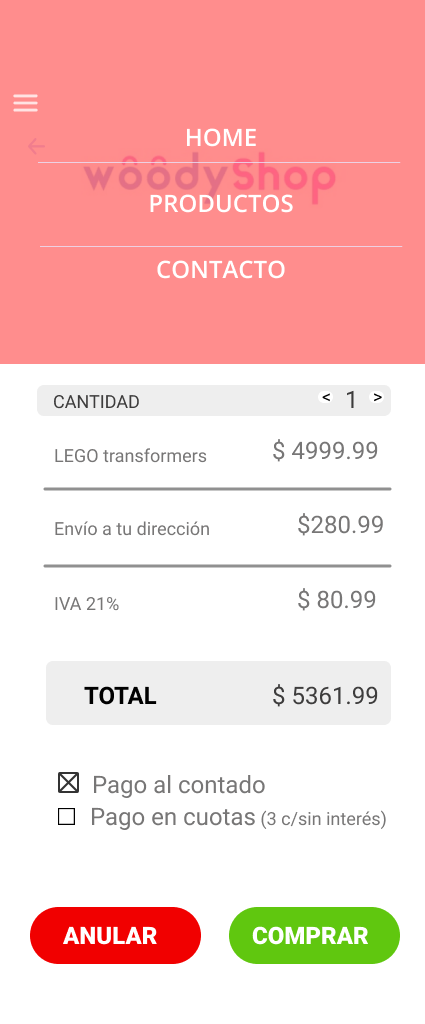 HOME
wôôdyShop
PRODUCTOS
CONTACTO
CANTIDAD < 1 >
LEGO transformers $ 4999.99
Envío a tu dirección $280.99
IVA 21% $ 80.99
TOTAL $ 5361.99
Pago al contado
Pago en cuotas (3 c/sin interés)
ANULAR COMPRAR